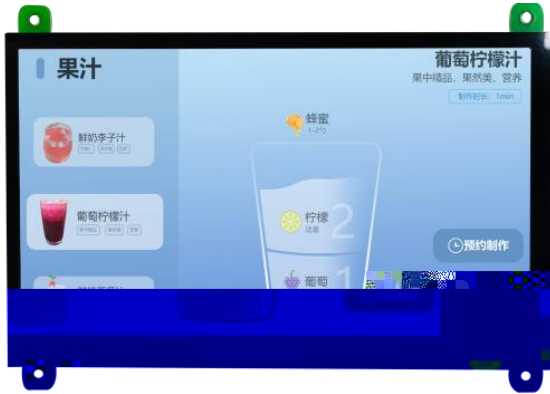 果汁
鲜奶李子汁
葡萄柠檬汁
葡萄柠檬汁
果中精品、果然美、营养
制作时长：1min
蜂蜜
1-2勺
柠檬
适量
2
葡萄
1
预约制作